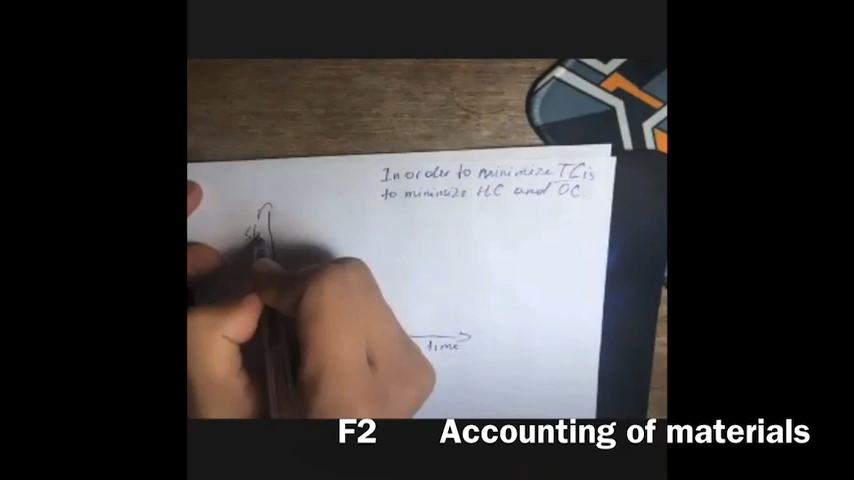 In order to minimize TC is
to minimize HC and OC.
time
F2 Accounting of materials